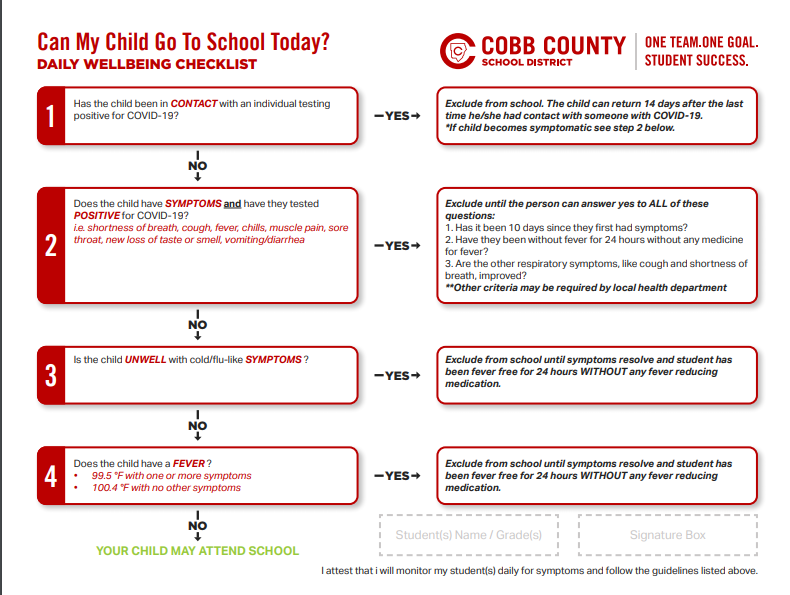 Can My Child Go To School Today?
DAILY WELLBEING CHECKLIST
C
COBB COUNTY
SCHOOL DISTRICT
ONE TEAM.ONE GOAL.
STUDENT SUCCESS.
1
Has the child been in CONTACT with an individual testing
positive for COVID-19?
YES
Exclude from school. The child can return 14 days after the last
time he/she had contact with someone with COVID-19.
*If child becomes symptomatic see step 2 below.
NO
2
Does the child have SYMPTOMS and have they tested
POSITIVE for COVID-19?
i.e. shortness of breath, cough, fever, chills, muscle pain, sore
throat, new loss of taste or smell, vomiting/diarrhea
YES
Exclude until the person can answer yes to ALL of these
questions:
1. Has it been 10 days since they first had symptoms?
2. Have they been without fever for 24 hours without any medicine
for fever?
3. Are the other respiratory symptoms, like cough and shortness of
breath, improved?
**Other criteria may be required by local health department
NO
3
Is the child UNWELL with cold/flu-like SYMPTOMS ?
YES
Exclude from school until symptoms resolve and student has
been fever free for 24 hours WITHOUT any fever reducing
medication.
NO
4
Does the child have a FEVER ?
• 99.5 °F with one or more symptoms
• 100.4 °F with no other symptoms
YES
Exclude from school until symptoms resolve and student has
been fever free for 24 hours WITHOUT any fever reducing
medication.
NO
YOUR CHILD MAY ATTEND SCHOOL
Student(s) Name / Grade(s)
Signature Box
I attest that i will monitor my student(s) daily for symptoms and follow the guidelines listed above.